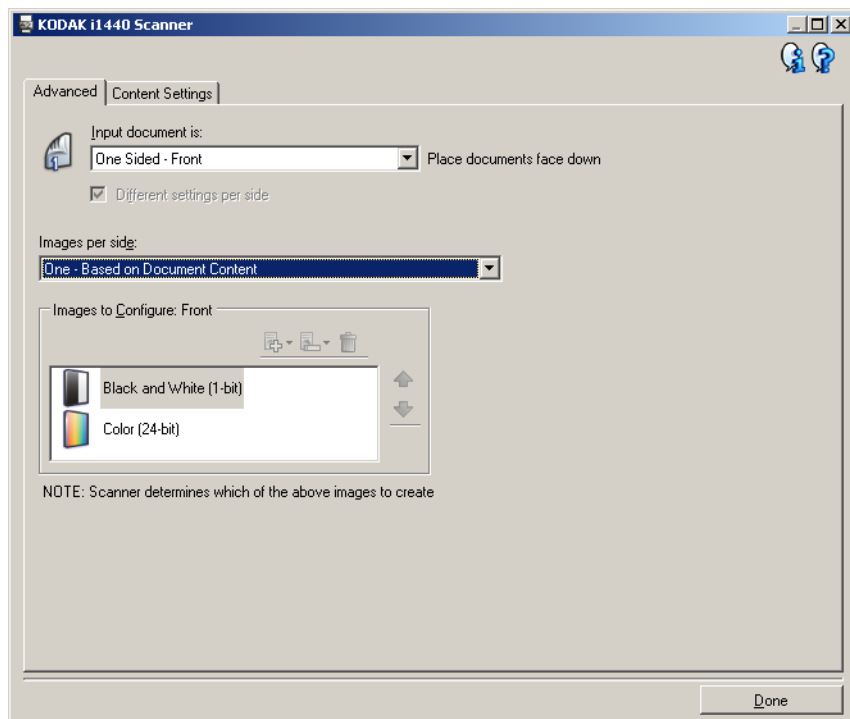 KODAK i1440 Scanner
Advanced
Content Settings
Input document is:
One Sided - Front
Place documents face down
Different settings per side
Images per side:
One - Based on Document Content
Images to Configure: Front
Black and White (1-bit)
Color (24-bit)
NOTE: Scanner determines which of the above images to create
Done